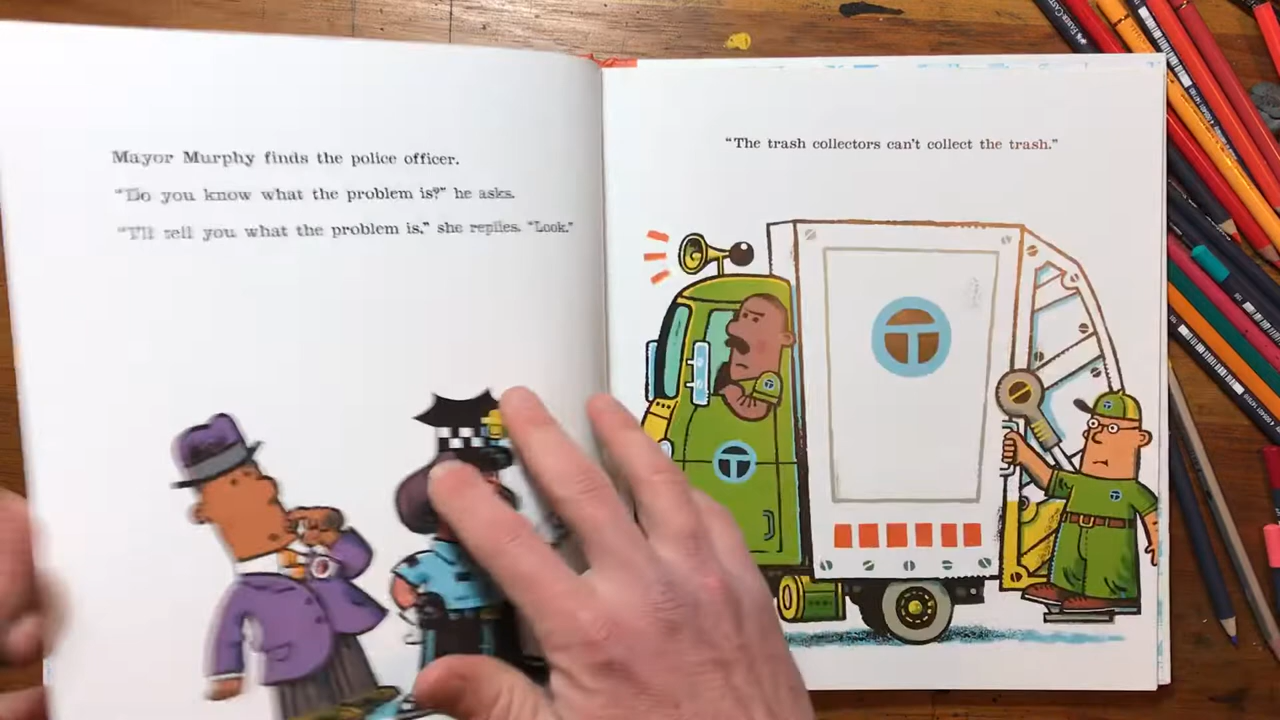 Mayor Murphy finds the police officer.
“Do you know what the problem is?” he asks.
“I’ll tell you what the problem is,” she replies. “Look.”
“The trash collectors can’t collect the trash.”
T
T